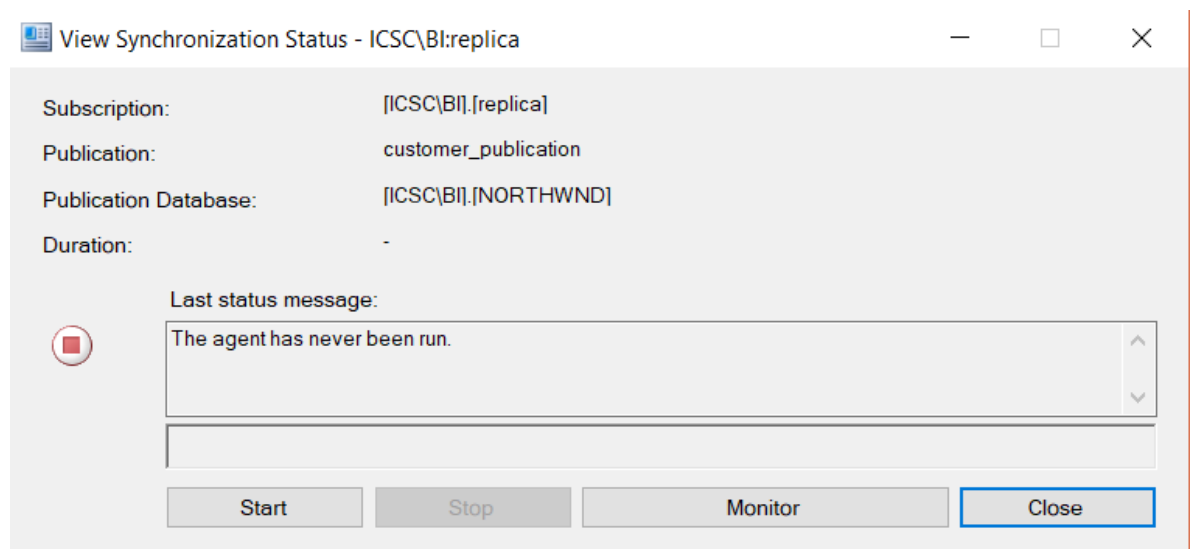 View Synchronization Status - ICSC\BI:replica
Subscription: [ICSC\BI].[replica]
Publication: customer_publication
Publication Database: [ICSC\BI].[NORTHWND]
Duration: -
Last status message:
The agent has never been run.
Start Stop Monitor Close